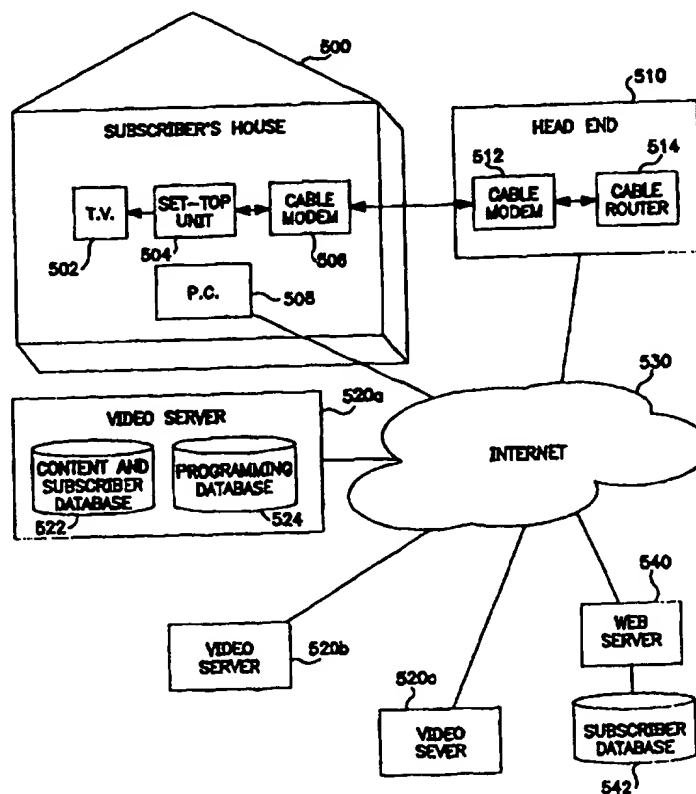 500
SUBSCRIBER'S HOUSE
T.V.
502
SET-TOP
UNIT
504
CABLE
MODEM
506
P.C.
508
510
HEAD END
512
CABLE
MODEM
514
CABLE
ROUTER
530
INTERNET
520a
VIDEO SERVER
CONTENT AND
SUBSCRIBER
DATABASE
522
PROGRAMMING
DATABASE
524
VIDEO
SERVER
520b
520c
VIDEO
SEVER
540
WEB
SERVER
SUBSCRIBER
DATABASE
542